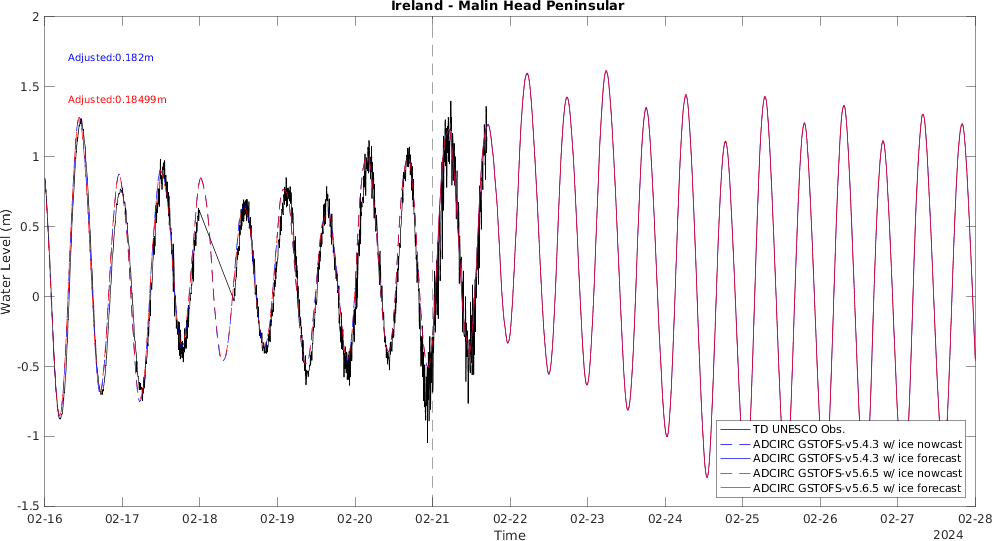 Ireland - Malin Head Peninsular
2
1.5
1
0.5
0
-0.5
-1
-1.5
Water Level (m)
Adjusted:0.182m
Adjusted:0.18499m
TD UNESCO Obs.
ADCIRC GSTOFS-v5.4.3 w/ ice nowcast
ADCIRC GSTOFS-v5.4.3 w/ ice forecast
ADCIRC GSTOFS-v5.6.5 w/ ice nowcast
ADCIRC GSTOFS-v5.6.5 w/ ice forecast
02-16 02-17 02-18 02-19 02-20 02-21 02-22 02-23 02-24 02-25 02-26 02-27 02-28
Time
2024